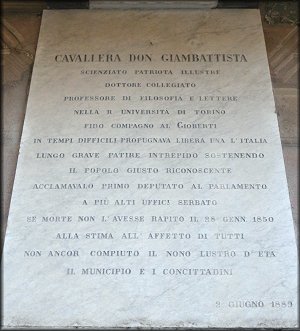 A
CAVALLERA DON GIAMBATTISTA
SCIENZIATO PATRIOTA ILLUSTRE
DOTTORE COLLEGIATO
PROFESSORE DI FILOSOFIA E LETTERE
NELLA R UNIVERSITÀ DI TORINO
FIDO COMPAGNO AL GIOBERTI
IN TEMPI DIFFICILI PROPUGNAVA LIBERA UNA L'ITALIA
LUNGO GRAVE PATIRE INTREPIDO SOSTENENDO
IL POPOLO GIUSTO RICONOSCENTE
ACCLAMAVALO PRIMO DEPUTATO AL PARLAMENTO
A PIÙ ALTI UFFICI SERBATO
SE MORTE NON L'AVESSE RAPITO IL 28 GENN. 1850
ALLA STIMA ALL'AFFETTO DI TUTTI
NON ANCOR COMPIUTO IL NONO LUSTRO D'ETÀ
IL MUNICIPIO E I CONCITTADINI
2 GIUGNO 1889